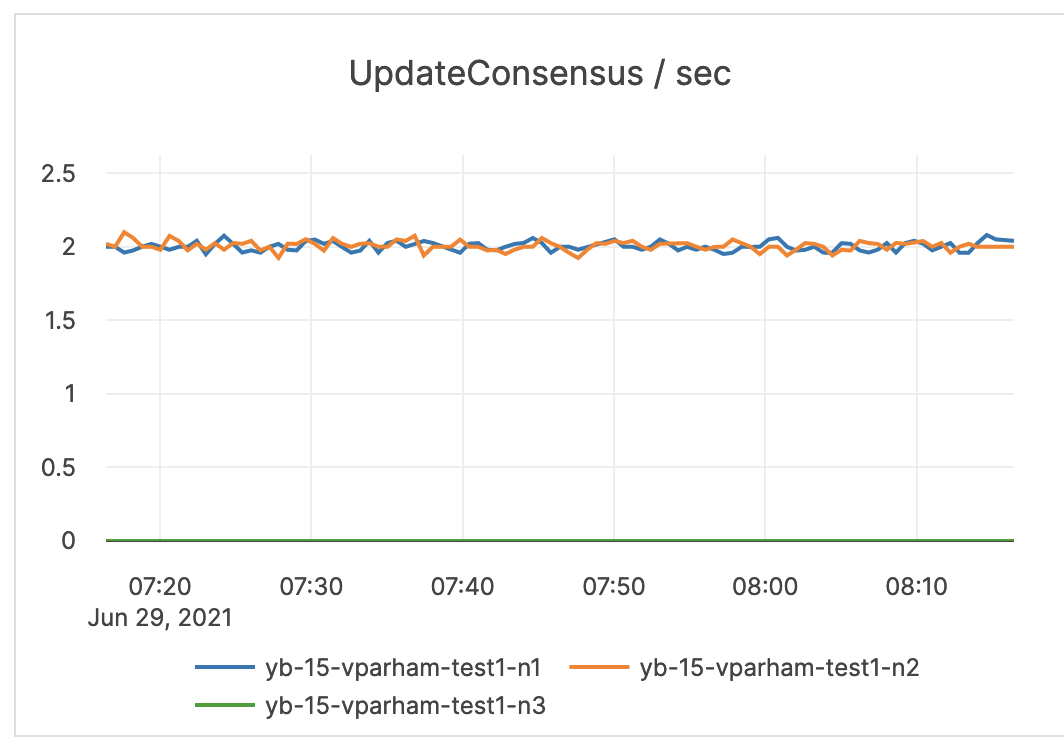 UpdateConsensus / sec
2.5
2
1.5
1
0.5
0
07:20 07:30 07:40 07:50 08:00 08:10
Jun 29, 2021
yb-15-vparham-test1-n1 yb-15-vparham-test1-n2
yb-15-vparham-test1-n3